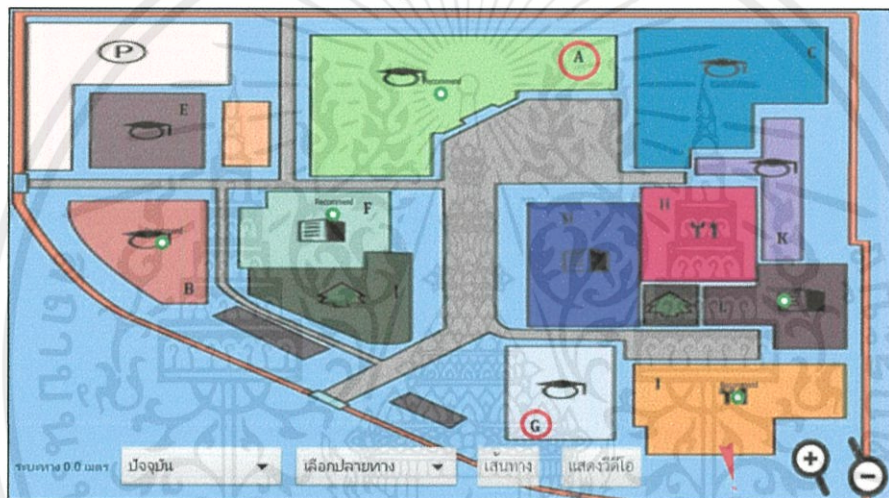 P
A
C
E
Recommend
Recommend
F
H
M
K
B
I
L
J
G
ระยะทาง 0.0 เมตร
ปัจจุบัน
เลือกปลายทาง
เส้นทาง
แสดงวีดีโอ